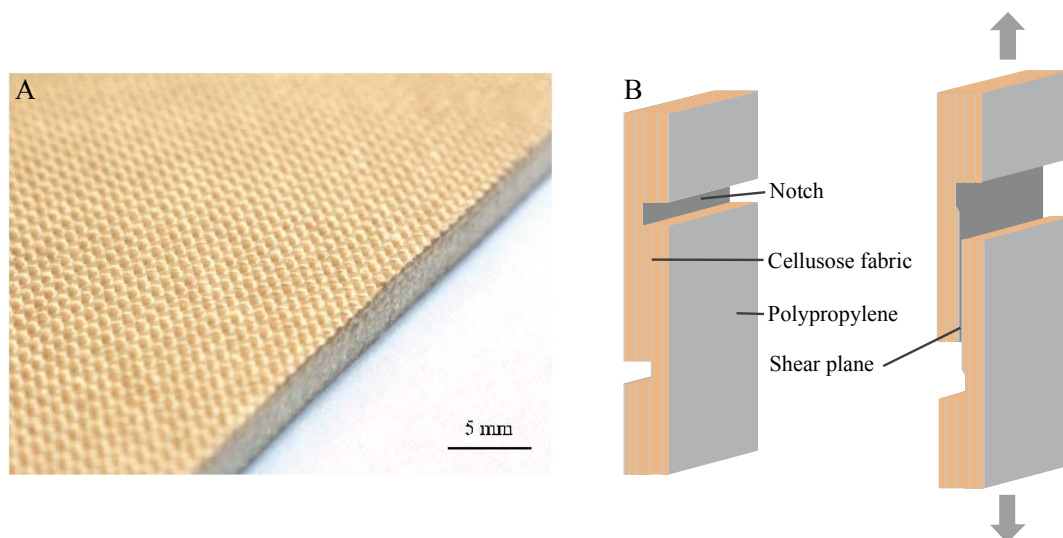 A
5 mm
B
Notch
Cellusose fabric
Polypropylene
Shear plane